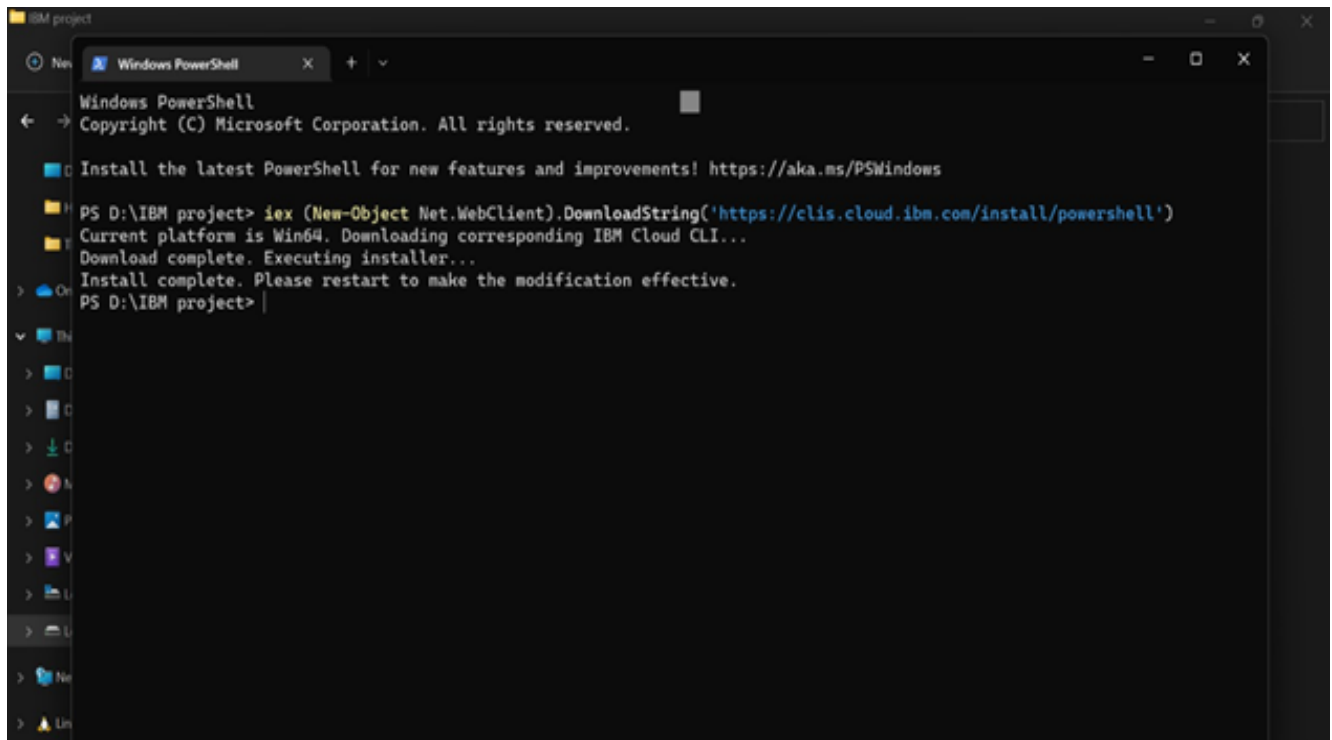 IBM project
Windows PowerShell
Windows PowerShell
Copyright (C) Microsoft Corporation. All rights reserved.
Install the latest PowerShell for new features and improvements! https://aka.ms/PSWindows
PS D:\IBM project> iex (New-Object Net.WebClient).DownloadString('https://clis.cloud.ibm.com/install/powershell')
Current platform is Win64. Downloading corresponding IBM Cloud CLI...
Download complete. Executing installer...
Install complete. Please restart to make the modification effective.
PS D:\IBM project>